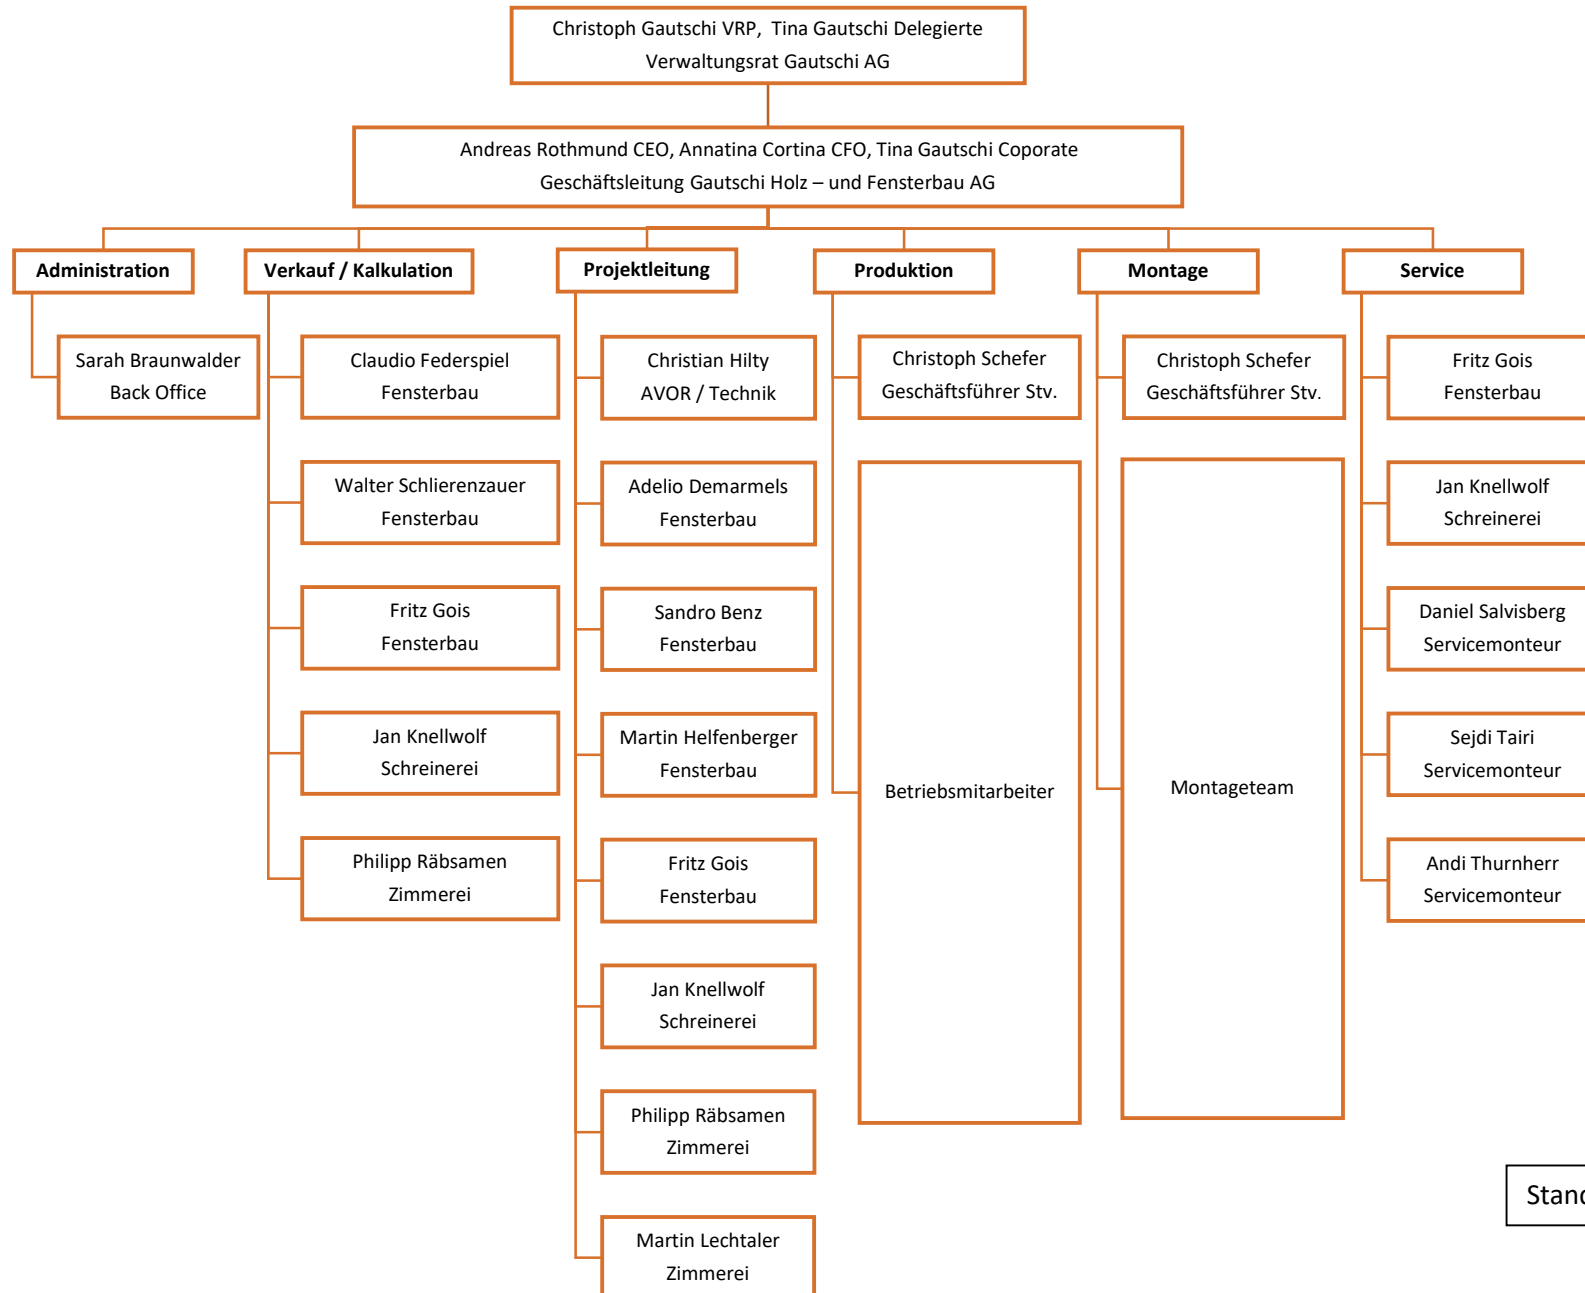 Christoph Gautschi VRP, Tina Gautschi Delegierte
Verwaltungsrat Gautschi AG
Andreas Rothmund CEO, Annatina Cortina CFO, Tina Gautschi Coporate
Geschäftsleitung Gautschi Holz – und Fensterbau AG
Administration
Sarah Braunwalder
Back Office
Verkauf / Kalkulation
Claudio Federspiel
Fensterbau
Walter Schlierenzauer
Fensterbau
Fritz Gois
Fensterbau
Jan Knellwolf
Schreinerei
Philipp Räbsamen
Zimmerei
Projektleitung
Christian Hilty
AVOR / Technik
Adelio Demarmels
Fensterbau
Sandro Benz
Fensterbau
Martin Helfenberger
Fensterbau
Fritz Gois
Fensterbau
Jan Knellwolf
Schreinerei
Philipp Räbsamen
Zimmerei
Martin Lechtaler
Zimmerei
Produktion
Christoph Schefer
Geschäftsführer Stv.
Betriebsmitarbeiter
Montage
Christoph Schefer
Geschäftsführer Stv.
Montageteam
Service
Fritz Gois
Fensterbau
Jan Knellwolf
Schreinerei
Daniel Salvisberg
Servicemonteur
Sejdi Tairi
Servicemonteur
Andi Thurnherr
Servicemonteur